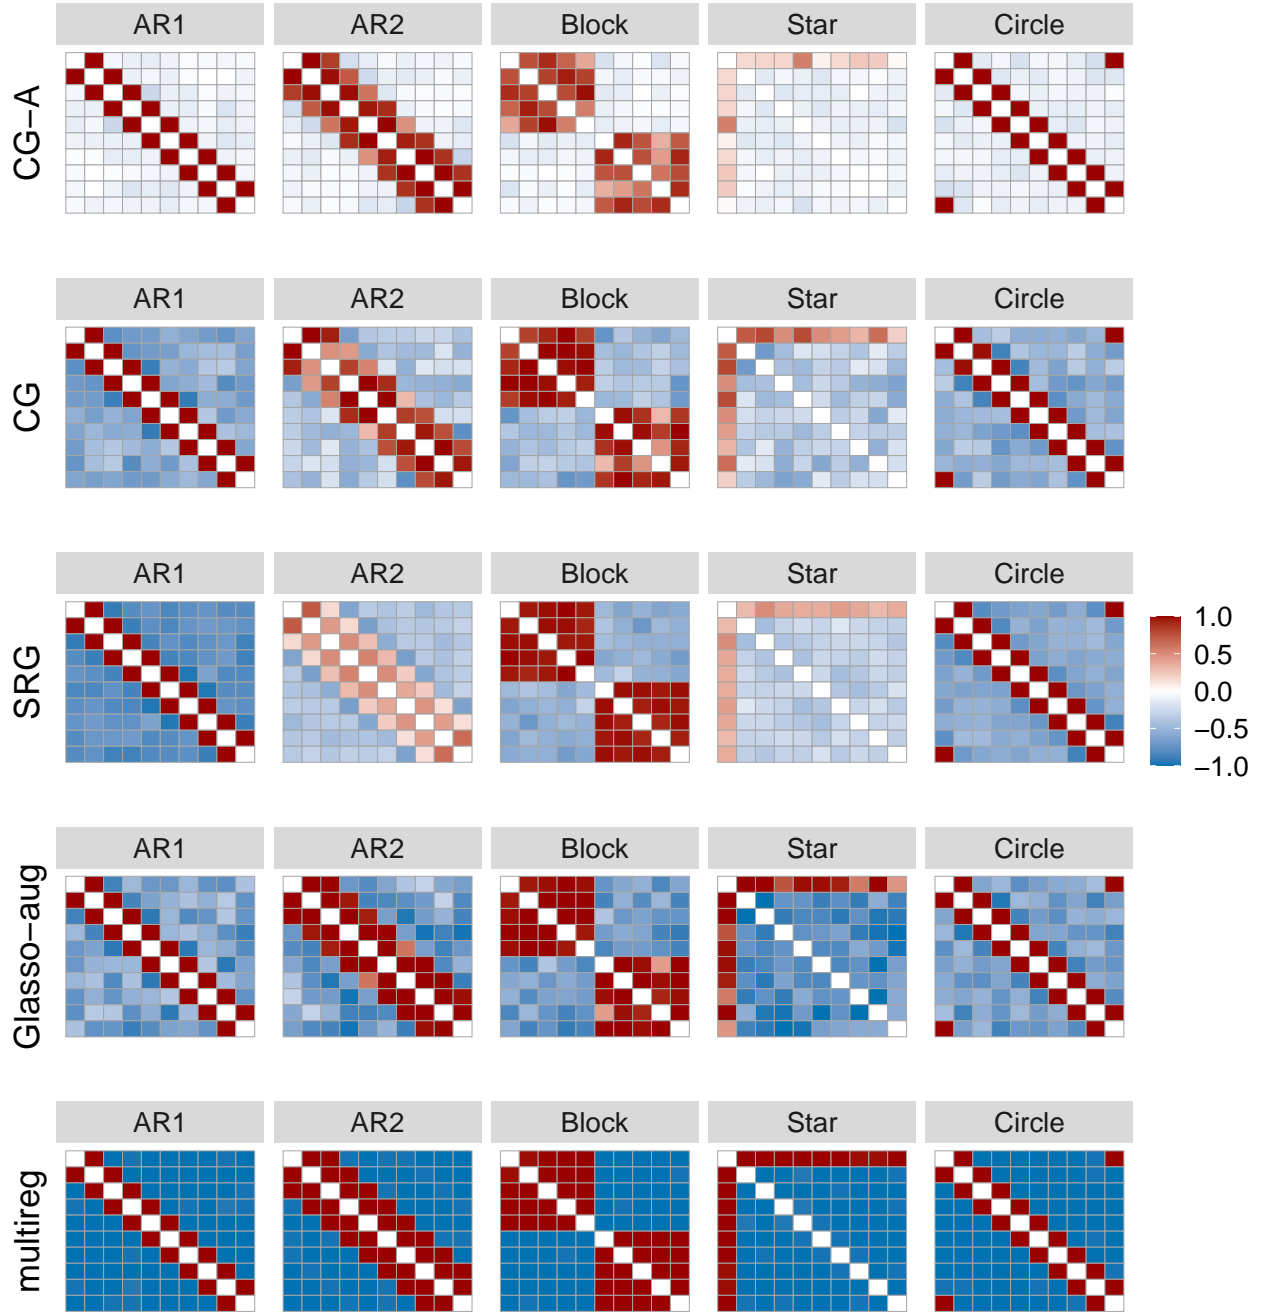 AR1 AR2 Block Star Circle
CG−A
AR1 AR2 Block Star Circle
CG
AR1 AR2 Block Star Circle
SRG
1.0
0.5
0.0
−0.5
−1.0
AR1 AR2 Block Star Circle
Glasso−aug
AR1 AR2 Block Star Circle
multireg